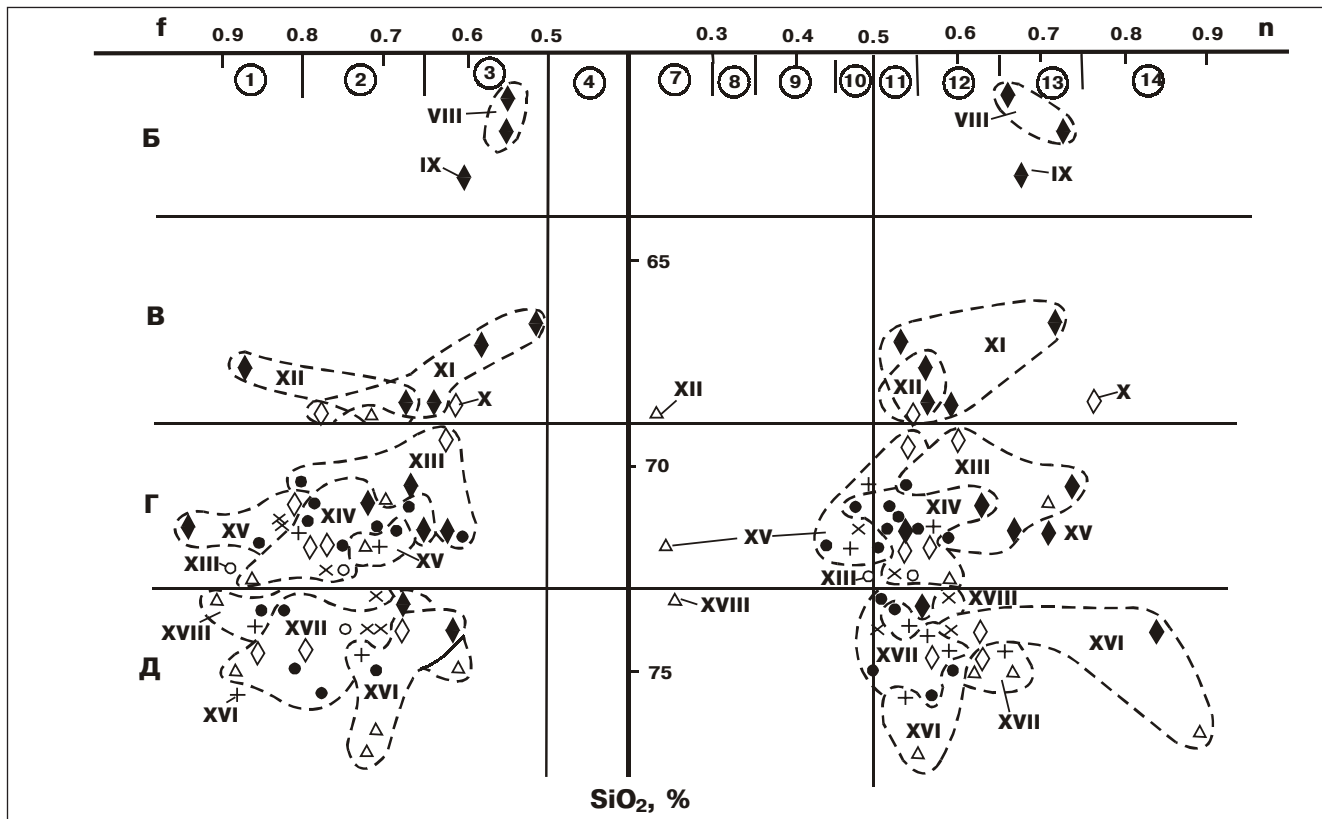 f 0.9 0.8 0.7 0.6 0.5 0.3 0.4 0.5 0.6 0.7 0.8 0.9 n
1 2 3 4 7 8 9 10 11 12 13 14
Б
VIII VIII
IX IX
65
В
XII XI X XII XII XI X
70
Г
XIII XIII
XV XIV XIV XV
XIII XV XV XIII
XVIII XVII XVIII XVIII
Д
XVI XVII XVI
75
XVI XVI XVII
SiO₂, %